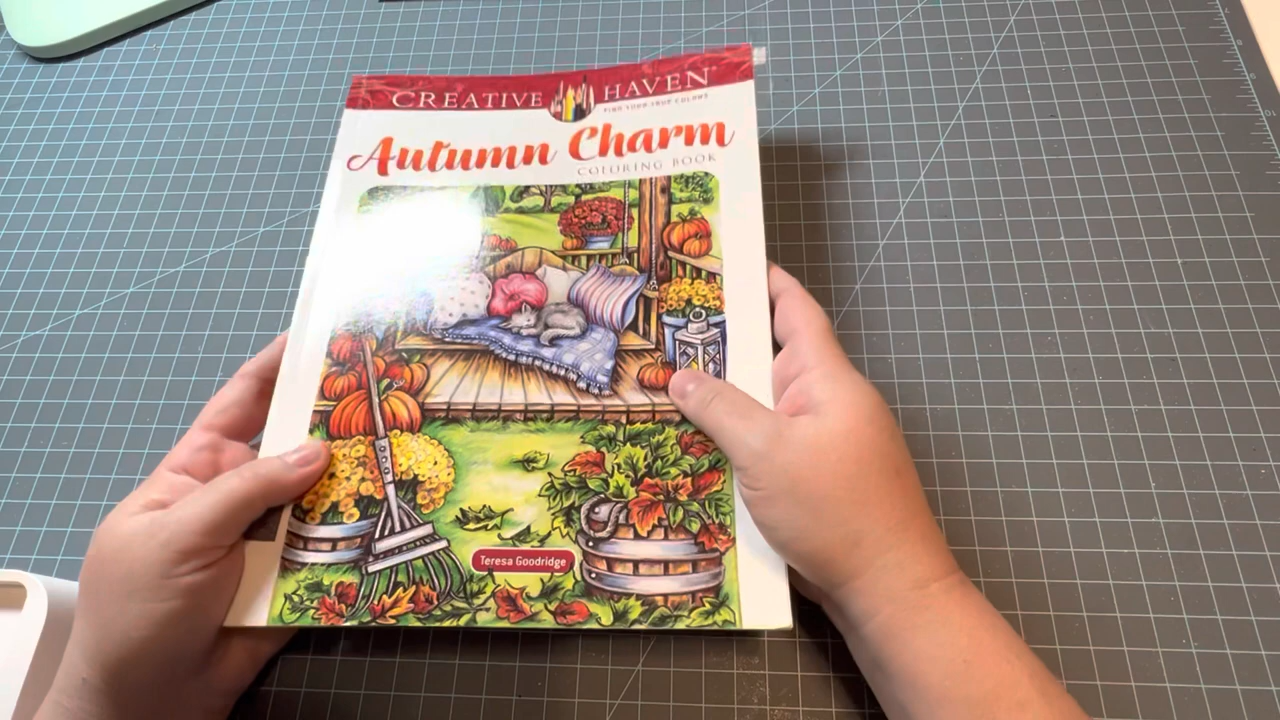 CREATIVE HAVEN
FIND YOUR TRUE COLORS
Autumn Charm
COLORING BOOK
Teresa Goodridge